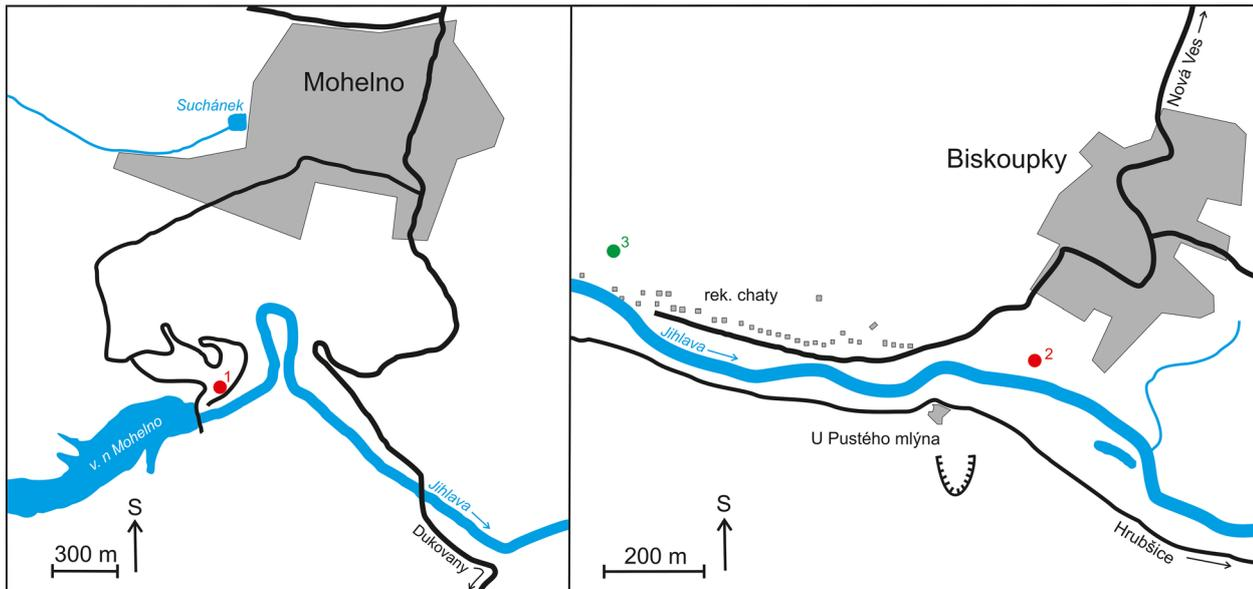 Mohelno
Suchánek
1
v. n Mohelno
Jihlava
S
300 m
Dukovany
Nová Ves
Biskoupky
3
rek. chaty
Jihlava
2
U Pustého mlýna
S
200 m
Hrubšice